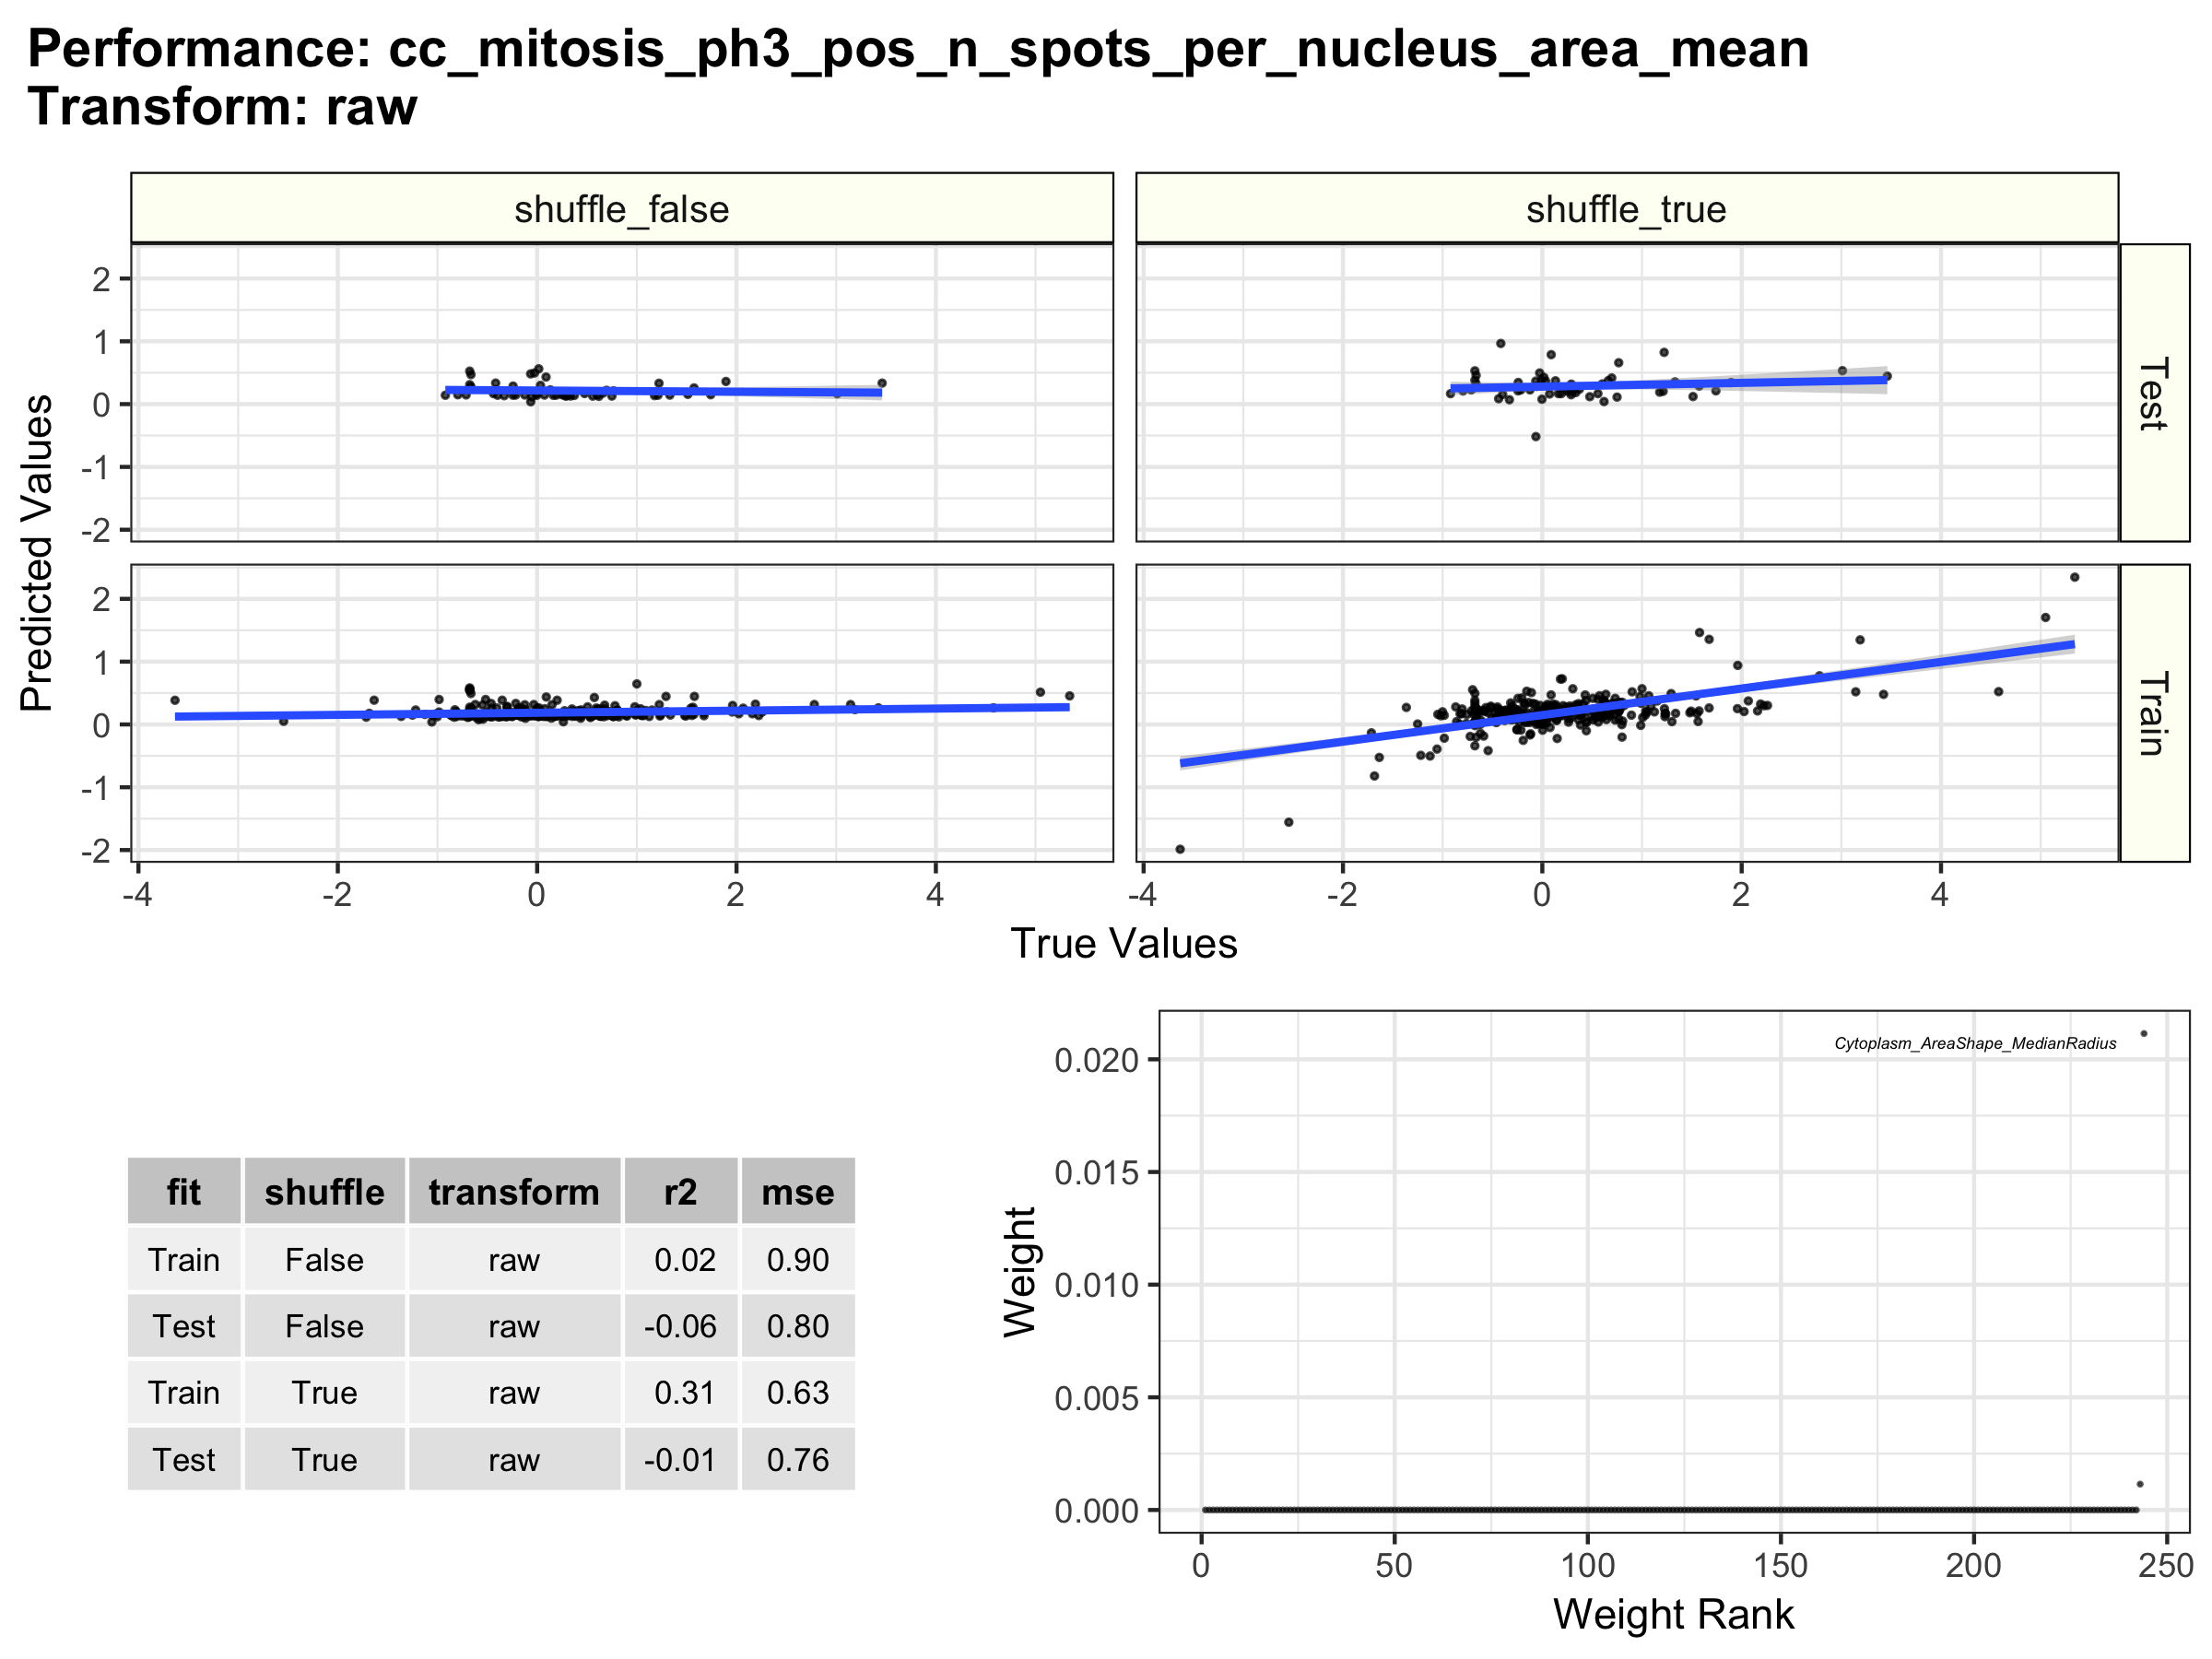 Performance: cc_mitosis_ph3_pos_n_spots_per_nucleus_area_mean
Transform: raw
shuffle_false
shuffle_true
2
1
0
-1
-2
Test
2
1
0
-1
-2
Train
-4 -2 0 2 4
-4 -2 0 2 4
Predicted Values
True Values
fit shuffle transform r2 mse
Train False raw 0.02 0.90
Test False raw -0.06 0.80
Train True raw 0.31 0.63
Test True raw -0.01 0.76
Cytoplasm_AreaShape_MedianRadius
0.020
0.015
0.010
0.005
0.000
Weight
0 50 100 150 200 250
Weight Rank